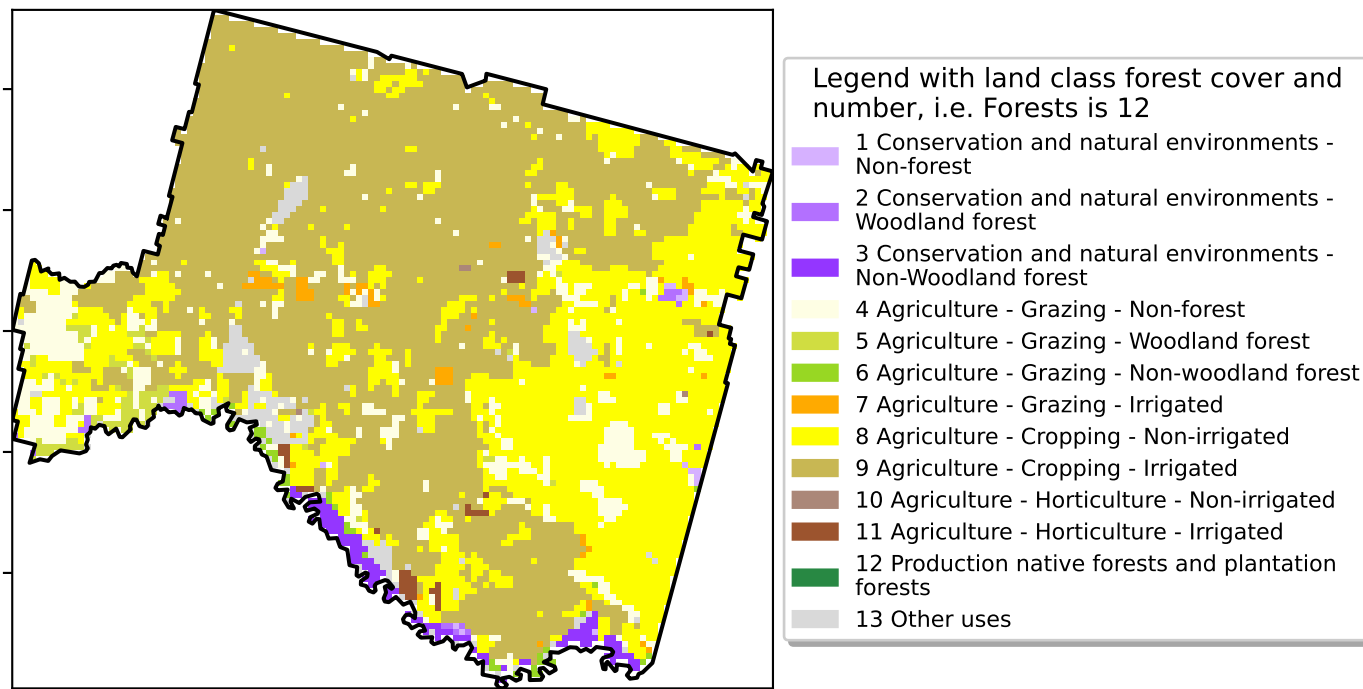 Legend with land class forest cover and
number, i.e. Forests is 12
1 Conservation and natural environments -
Non-forest
2 Conservation and natural environments -
Woodland forest
3 Conservation and natural environments -
Non-Woodland forest
4 Agriculture - Grazing - Non-forest
5 Agriculture - Grazing - Woodland forest
6 Agriculture - Grazing - Non-woodland forest
7 Agriculture - Grazing - Irrigated
8 Agriculture - Cropping - Non-irrigated
9 Agriculture - Cropping - Irrigated
10 Agriculture - Horticulture - Non-irrigated
11 Agriculture - Horticulture - Irrigated
12 Production native forests and plantation
forests
13 Other uses